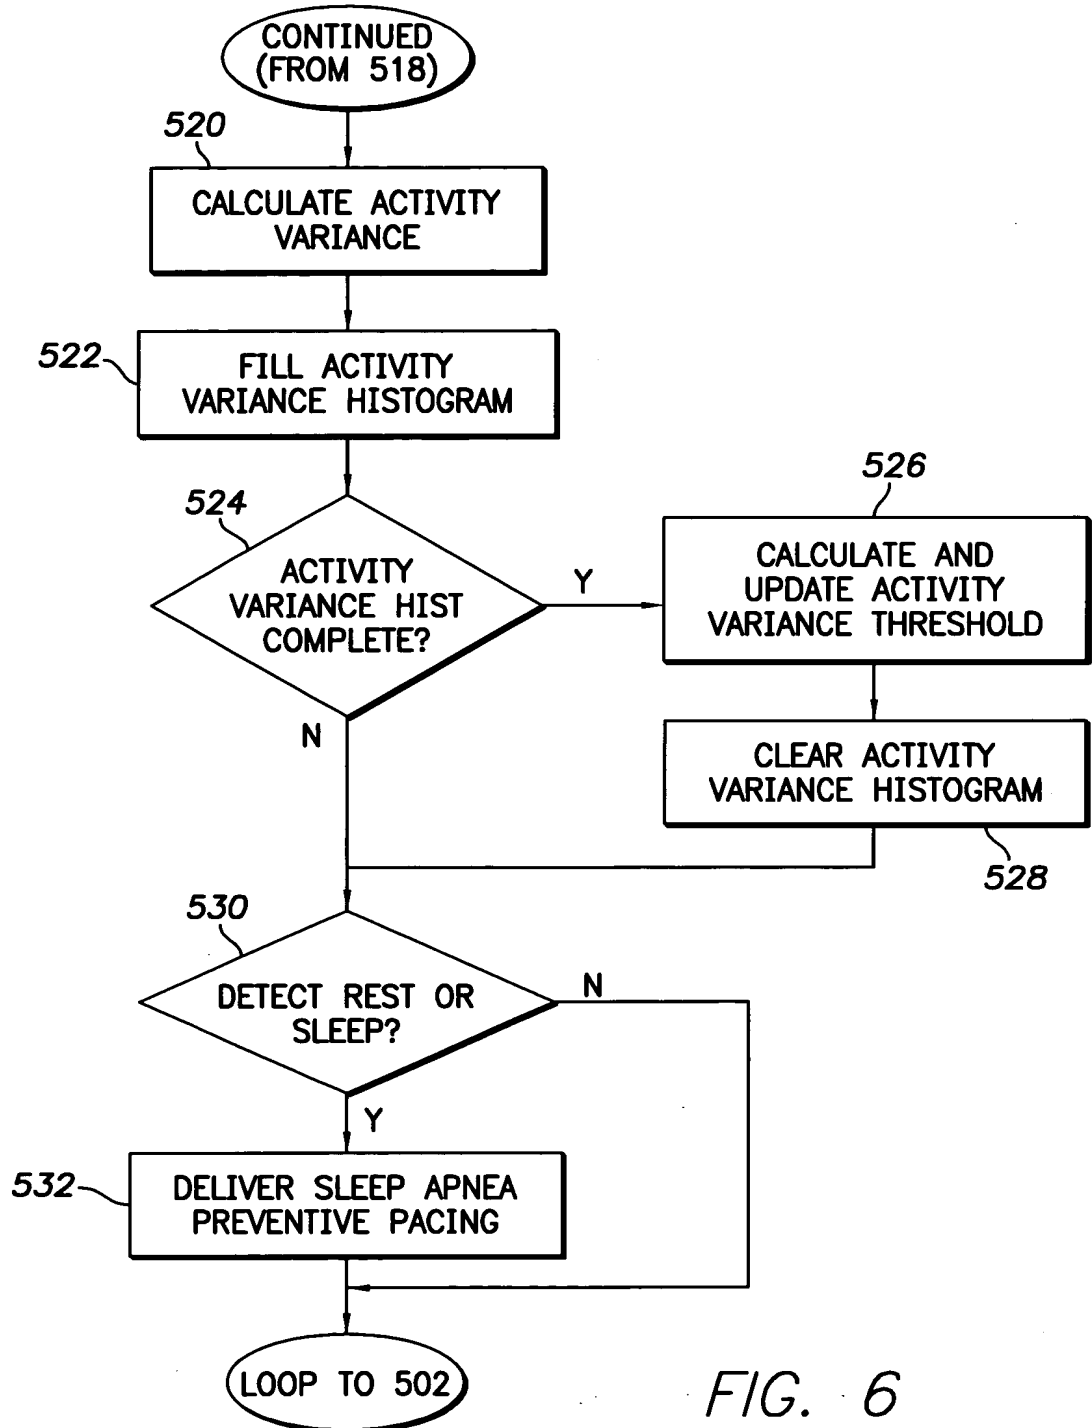 CONTINUED
(FROM 518)
520
CALCULATE ACTIVITY
VARIANCE
522
FILL ACTIVITY
VARIANCE HISTOGRAM
524
ACTIVITY
VARIANCE HIST
COMPLETE?
Y
N
526
CALCULATE AND
UPDATE ACTIVITY
VARIANCE THRESHOLD
CLEAR ACTIVITY
VARIANCE HISTOGRAM
528
530
DETECT REST OR
SLEEP?
N
Y
532
DELIVER SLEEP APNEA
PREVENTIVE PACING
LOOP TO 502
FIG. 6